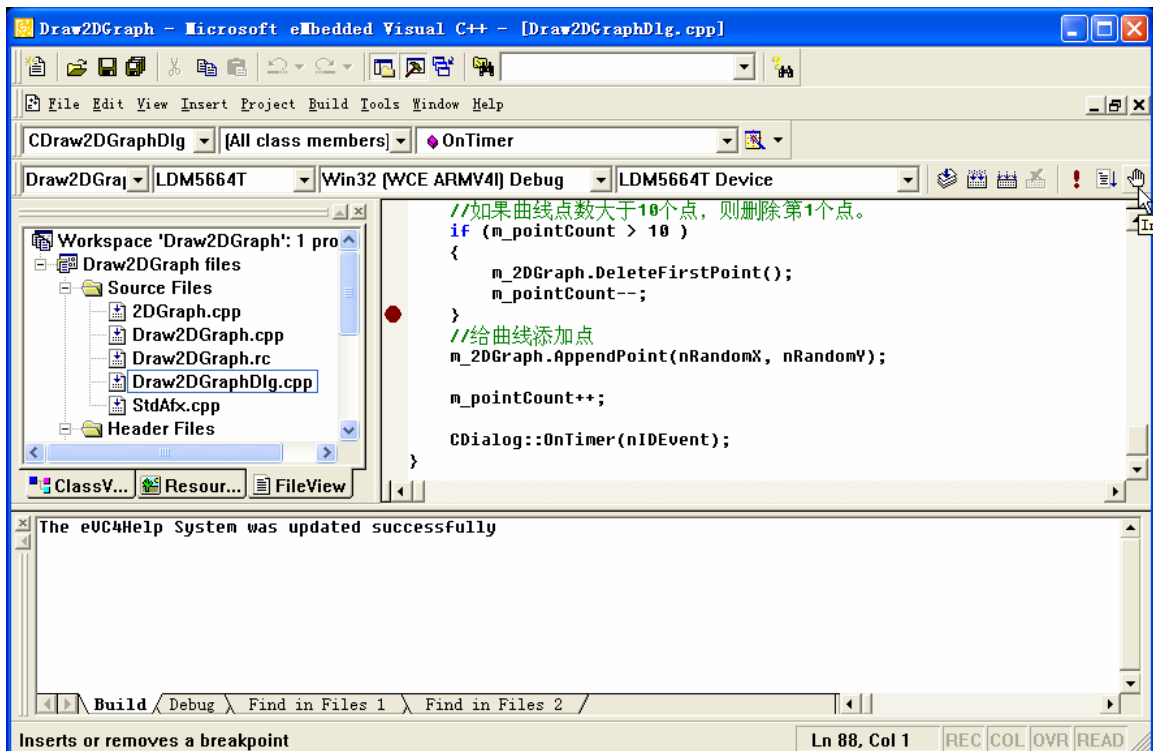 Draw2DGraph - Microsoft eMbedded Visual C++ - [Draw2DGraphDlg.cpp]
File Edit View Insert Project Build Tools Window Help
CDraw2DGraphDlg [All class members] OnTimer
Draw2DGra LDM5664T Win32 (WCE ARMV4I) Debug LDM5664T Device
Workspace 'Draw2DGraph': 1 pro
Draw2DGraph files
Source Files
2DGraph.cpp
Draw2DGraph.cpp
Draw2DGraph.rc
Draw2DGraphDlg.cpp
StdAfx.cpp
Header Files
ClassV... Resour... FileView
//如果曲线点数大于10个点，则删除第1个点。
if (m_pointCount > 10 )
{
m_2DGraph.DeleteFirstPoint();
m_pointCount--;
}
//给曲线添加点
m_2DGraph.AppendPoint(nRandomX, nRandomY);
m_pointCount++;
CDialog::OnTimer(nIDEvent);
}
The eVC4Help System was updated successfully
Build Debug Find in Files 1 Find in Files 2
Inserts or removes a breakpoint Ln 88, Col 1 REC COL OVR READ